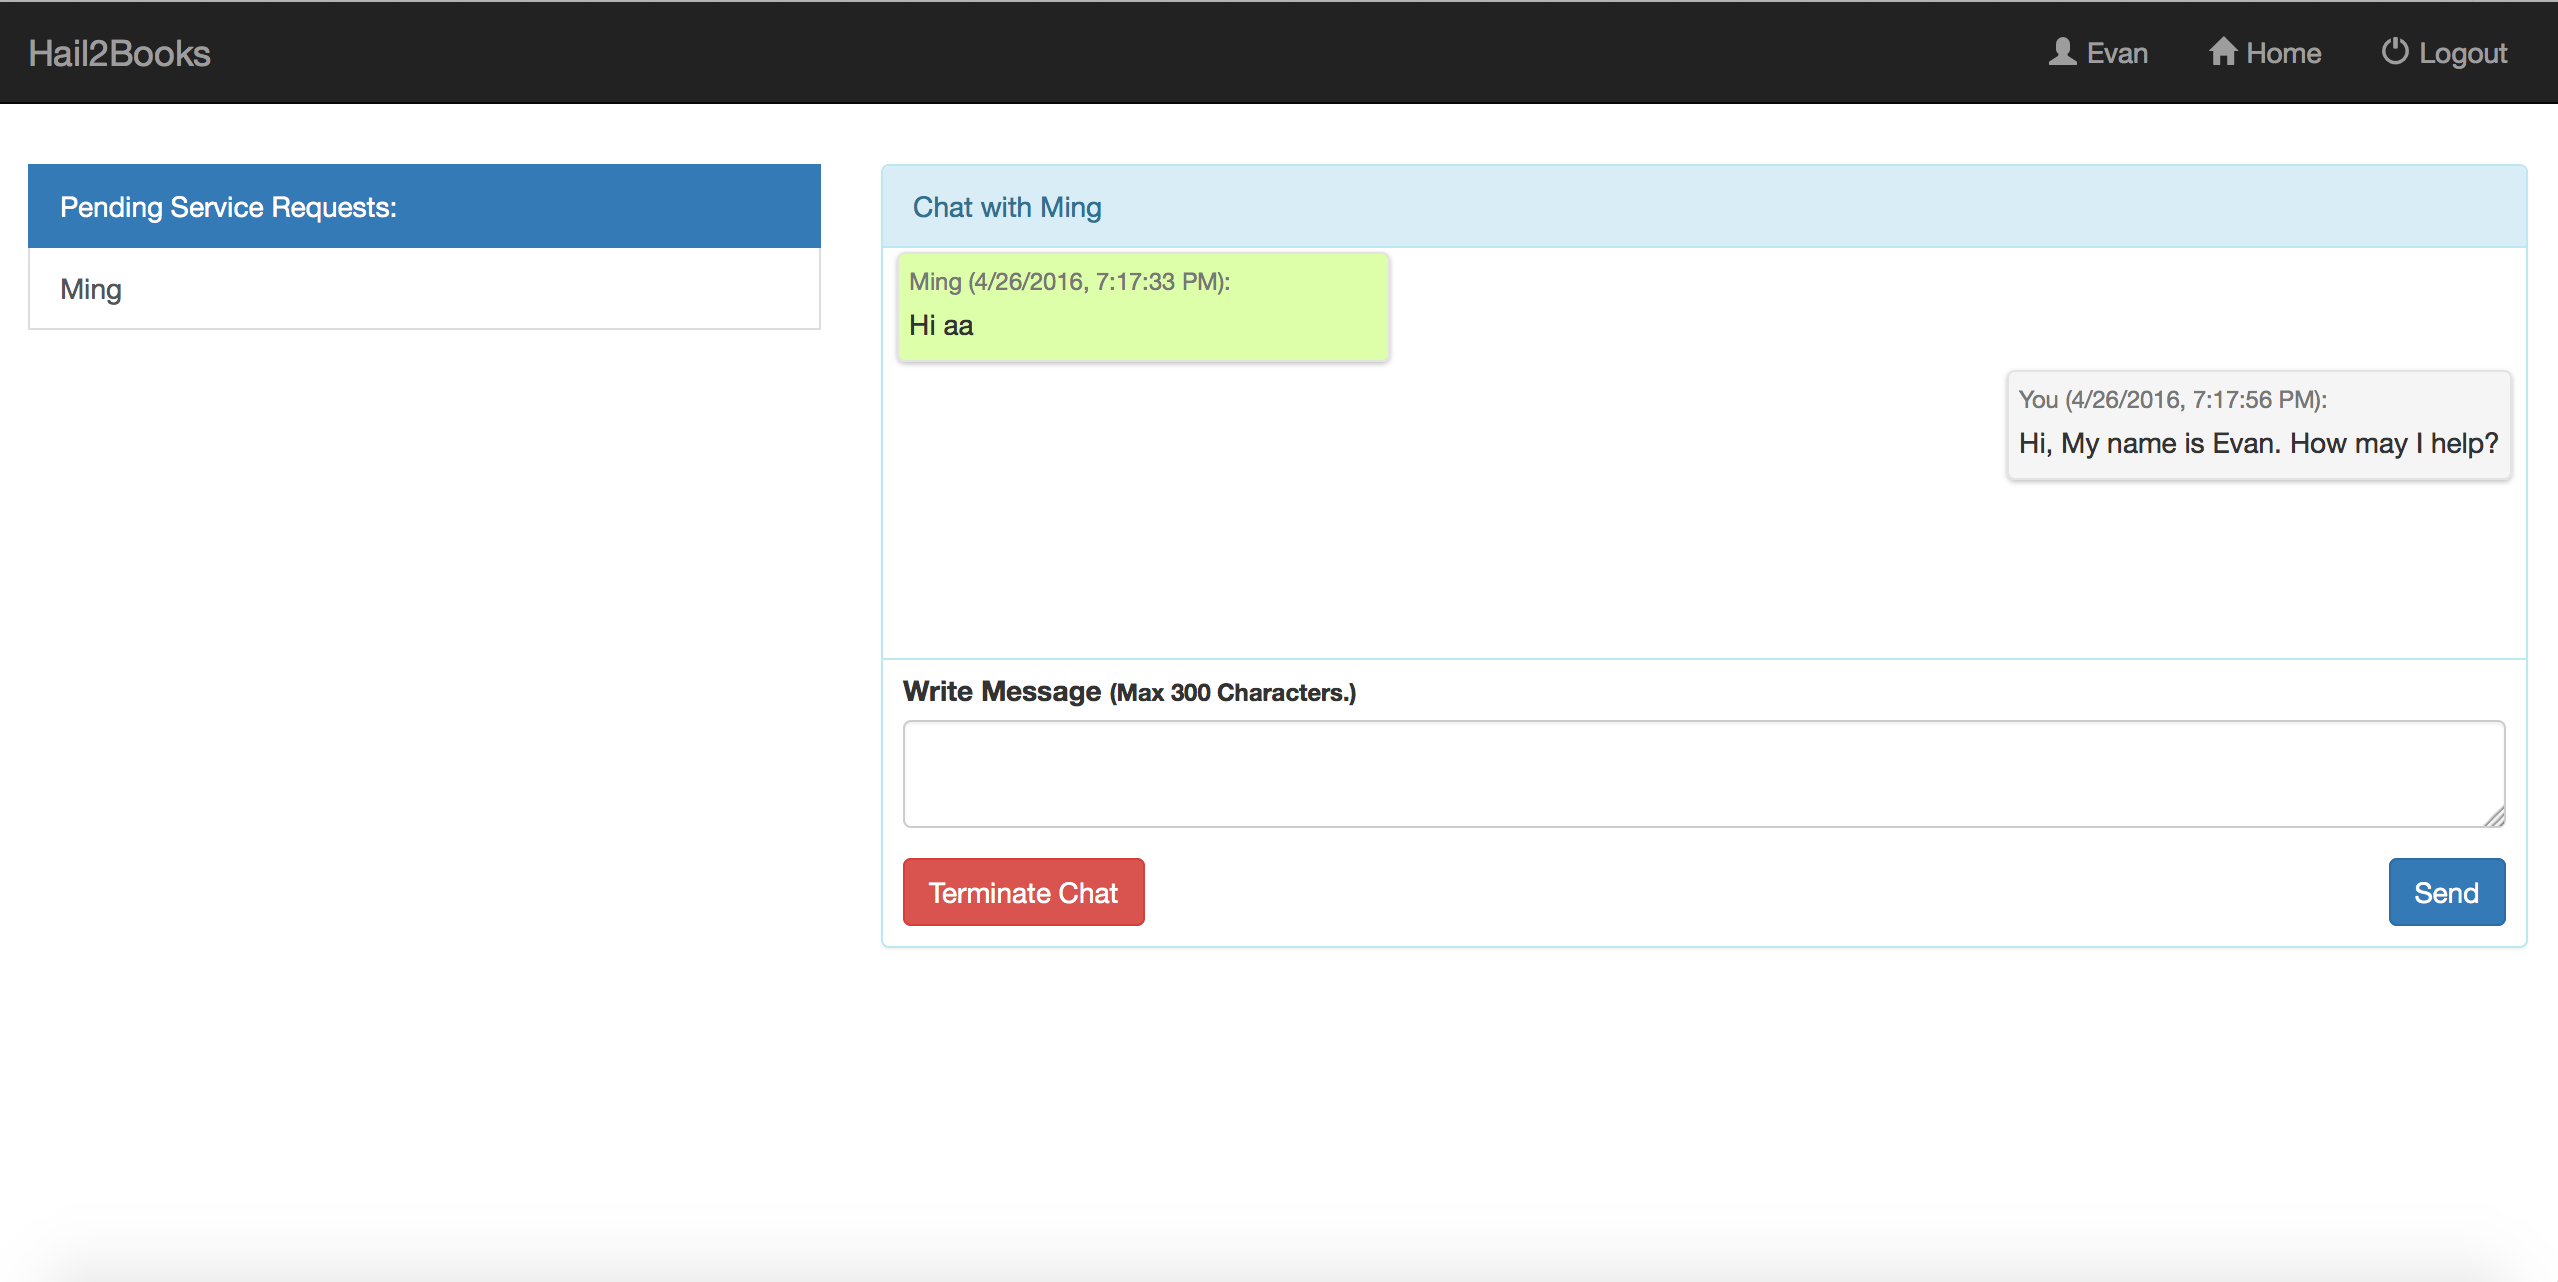 Hail2Books
Evan
Home
Logout
Pending Service Requests:
Ming
Chat with Ming
Ming (4/26/2016, 7:17:33 PM):
Hi aa
You (4/26/2016, 7:17:56 PM):
Hi, My name is Evan. How may I help?
Write Message (Max 300 Characters.)
Terminate Chat
Send